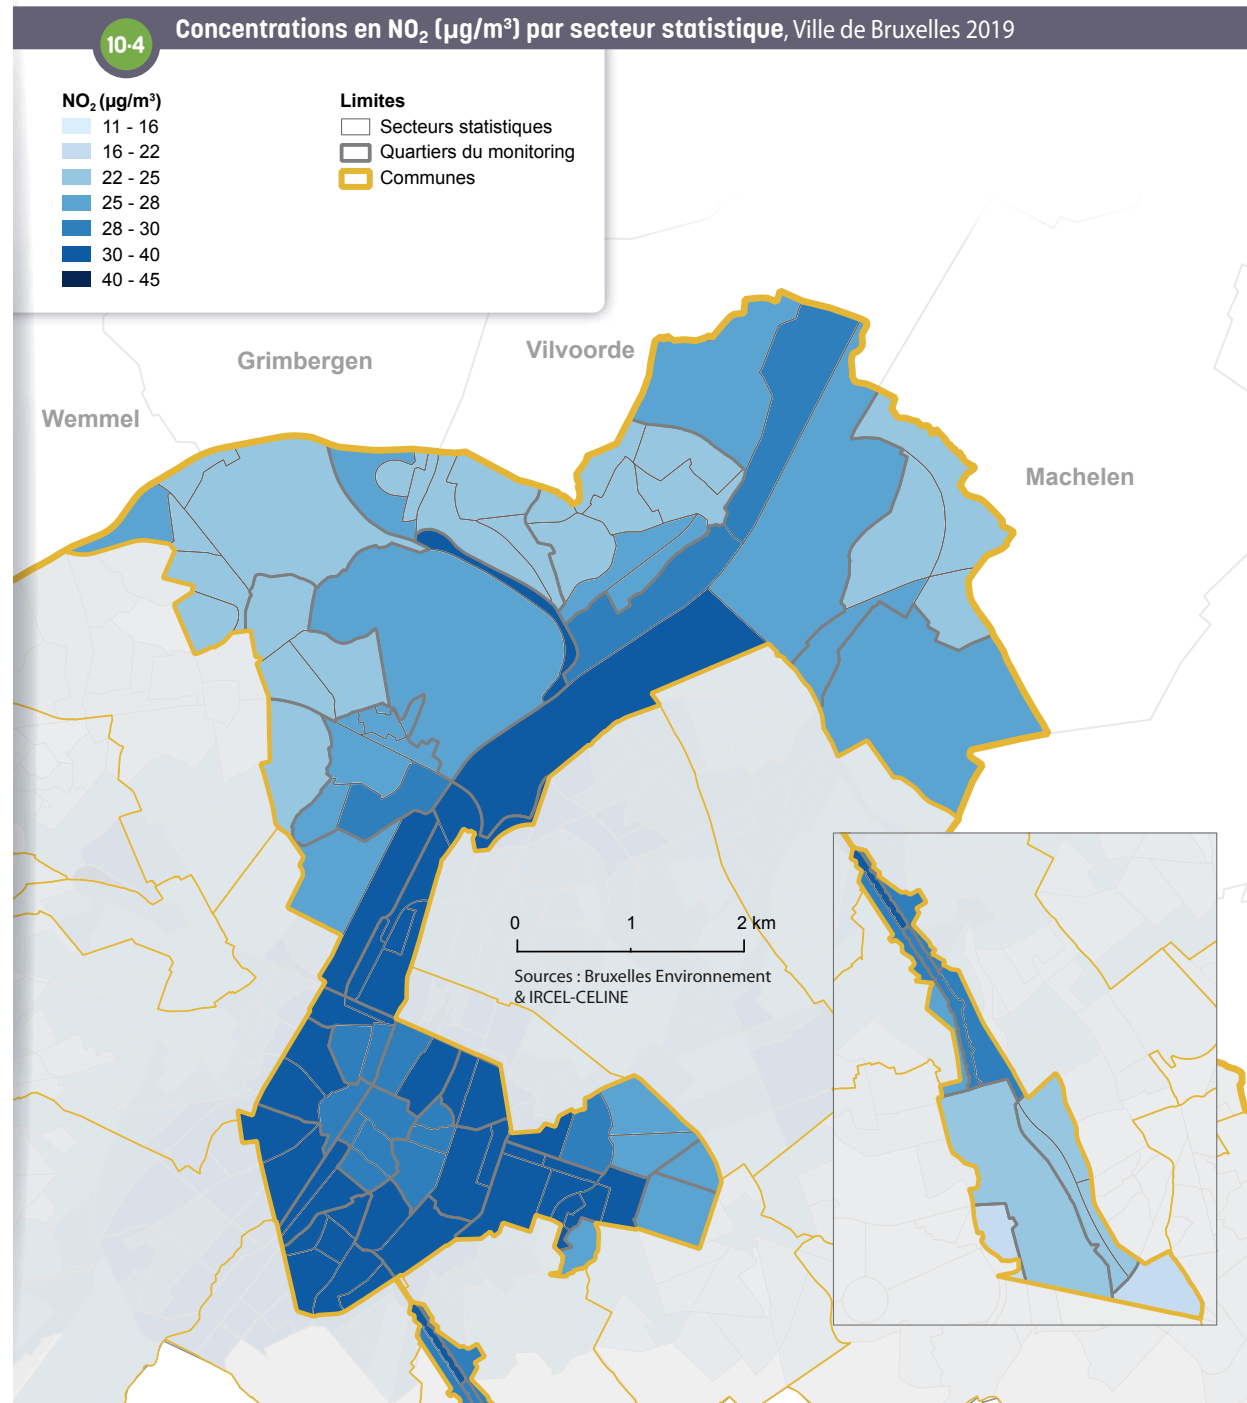 10·4
Concentrations en NO₂ (µg/m³) par secteur statistique, Ville de Bruxelles 2019
NO₂ (µg/m³)
11 - 16
16 - 22
22 - 25
25 - 28
28 - 30
30 - 40
40 - 45
Limites
Secteurs statistiques
Quartiers du monitoring
Communes
Vilvoorde
Grimbergen
Wemmel
Machelen
0 1 2 km
Sources : Bruxelles Environnement
& IRCEL-CELINE